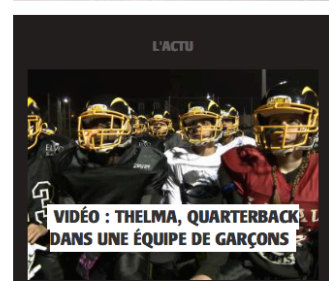 L'ACTU
VIDÉO : THELMA, QUARTERBACK
DANS UNE ÉQUIPE DE GARÇONS